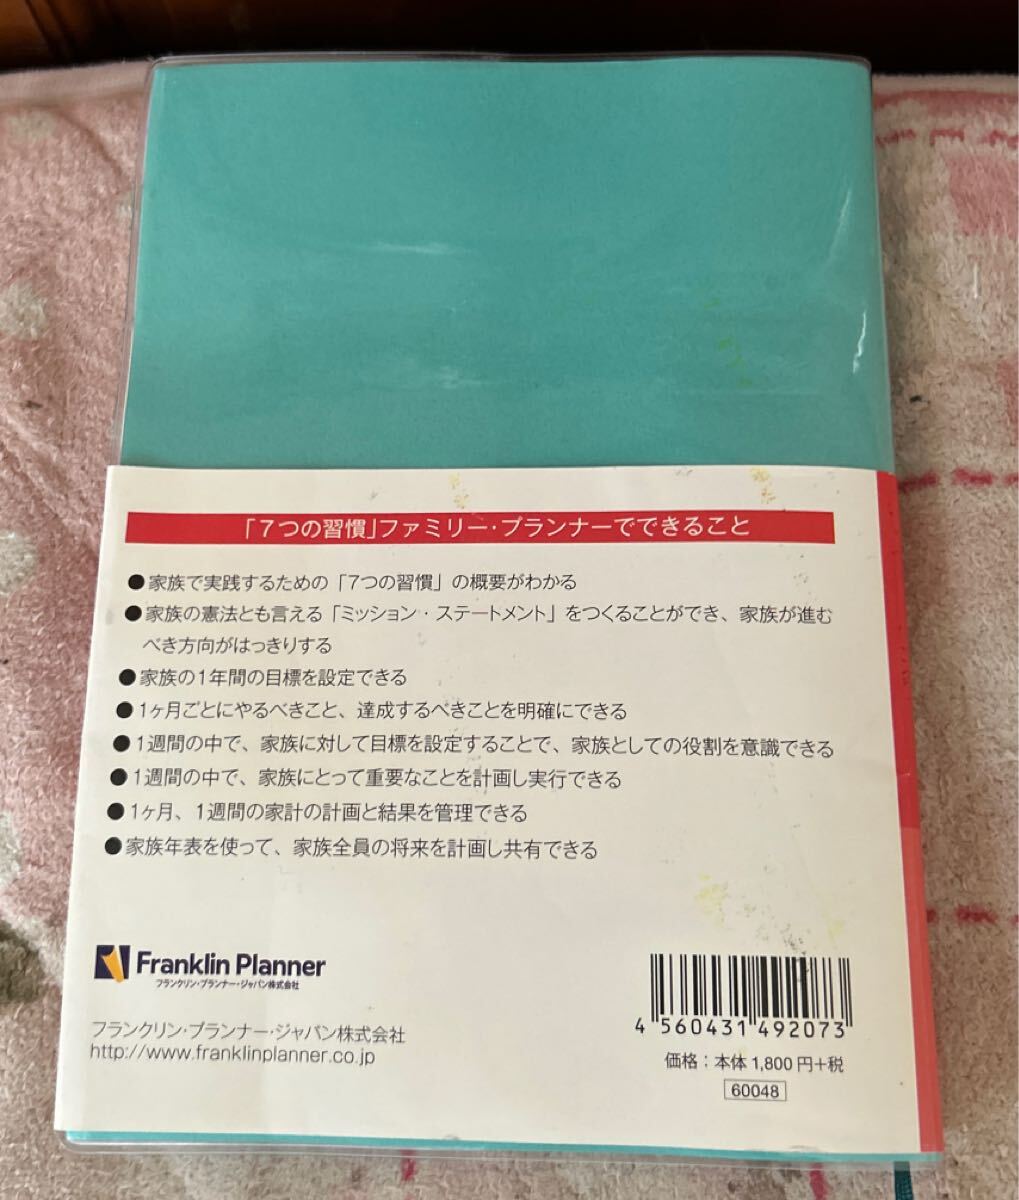 「7つの習慣」ファミリー・プランナーでできること
●家族で実践するための「7つの習慣」の概要がわかる
●家族の憲法とも言える「ミッション・ステートメント」をつくることができ、家族が進む
べき方向がはっきりする
●家族の1年間の目標を設定できる
●1ヶ月ごとにやるべきこと、達成するべきことを明確にできる
●1週間の中で、家族に対して目標を設定することで、家族としての役割を意識できる
●1週間の中で、家族にとって重要なことを計画し実行できる
●1ヶ月、1週間の家計の計画と結果を管理できる
●家族年表を使って、家族全員の将来を計画し共有できる
Franklin Planner
フランクリン・プランナー・ジャパン株式会社
フランクリン・プランナー・ジャパン株式会社
http://www.franklinplanner.co.jp
4 560431 492073
価格:本体1,800円+税
60048